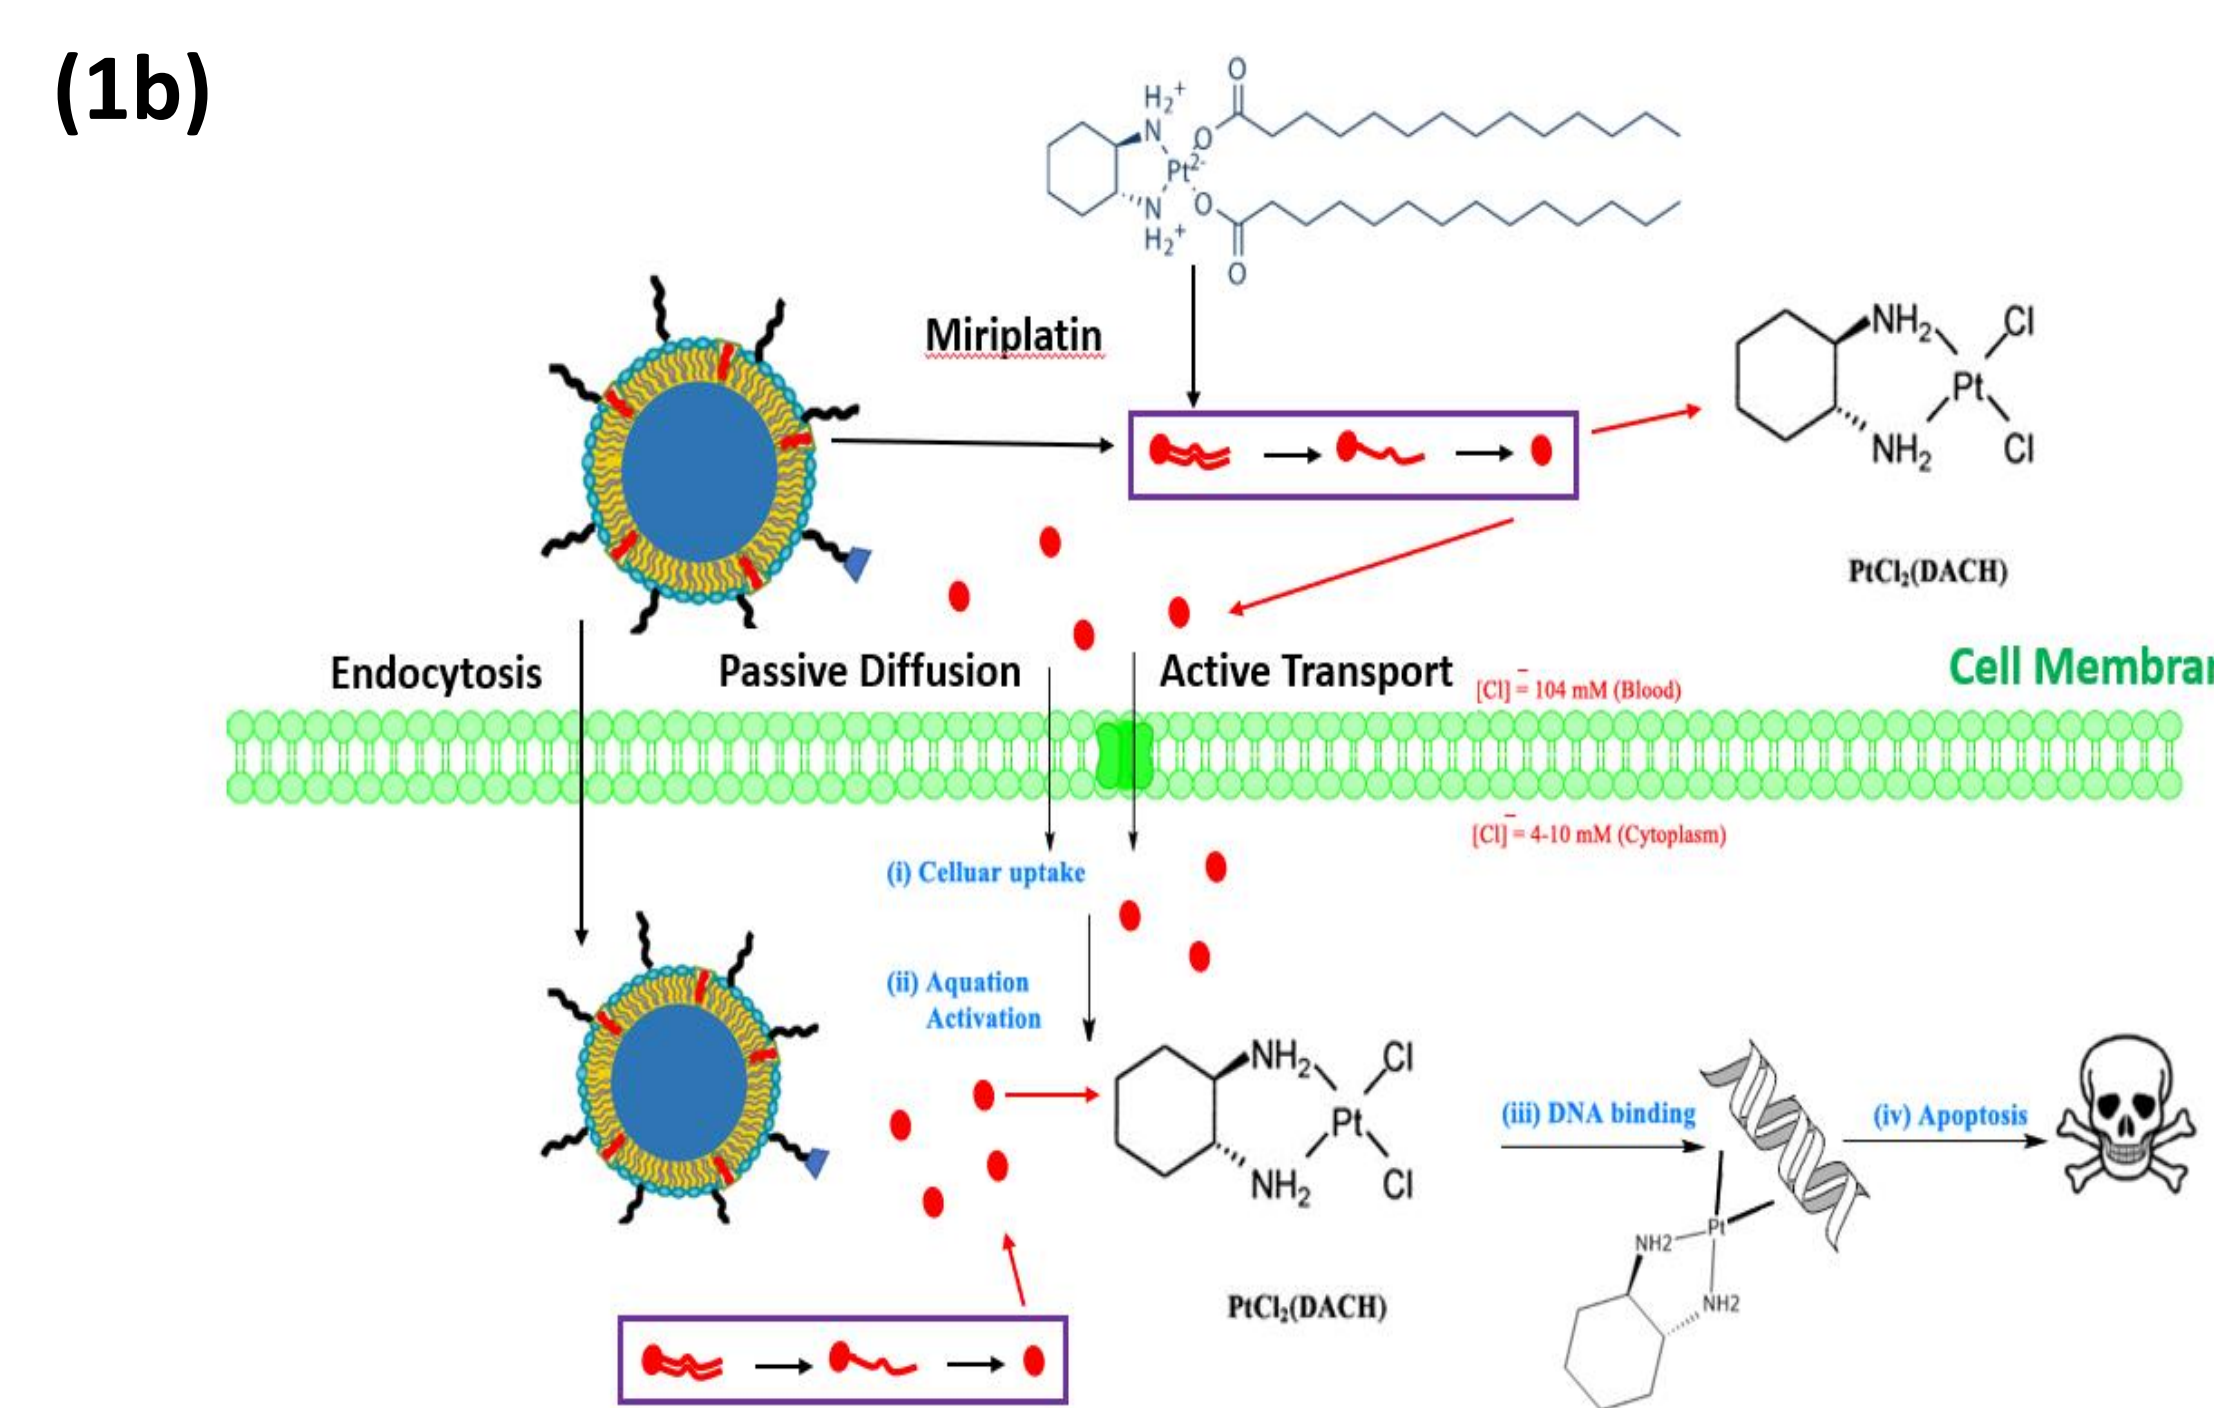 (1b)
O
H2+
N
O
Pt2-
N
O
H2+
O
Miriplatin
NH2
Cl
Pt
NH2
Cl
PtCl2(DACH)
Endocytosis
Passive Diffusion
Active Transport
[Cl]‾ = 104 mM (Blood)
Cell Membrar
[Cl]‾ = 4-10 mM (Cytoplasm)
(i) Celluar uptake
(ii) Aquation
Activation
NH2
Cl
Pt
NH2
Cl
PtCl2(DACH)
(iii) DNA binding
(iv) Apoptosis
Pt
NH2
NH2